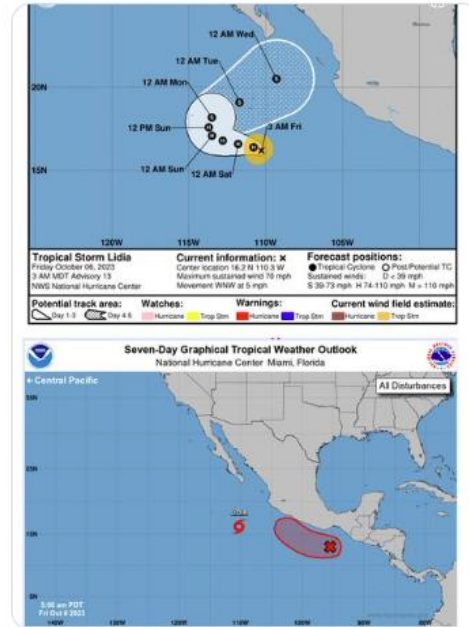 12 AM Wed
20N
12 AM Tue
12 AM Mon
12 PM Sun
3 AM Fri
15N
12 AM Sun
12 AM Sat
120W 115W 110W 105W
Tropical Storm Lidia
Friday October 06, 2023
3 AM MDT Advisory 13
NWS National Hurricane Center
Current information: x
Center location 16.2 N 110.3 W
Maximum sustained wind 70 mph
Movement WNW at 5 mph
Forecast positions:
Tropical Cyclone Post/Potential TC
Sustained winds: D < 39 mph
S 39-73 mph H 74-110 mph M > 110 mph
Potential track area: Watches: Warnings: Current wind field estimate:
Day 1-3 Day 4-5 Hurricane Trop Stm Hurricane Trop Stm Hurricane Trop Stm
Seven-Day Graphical Tropical Weather Outlook
National Hurricane Center Miami, Florida
Central Pacific
All Disturbances
Fri Oct 6 2023